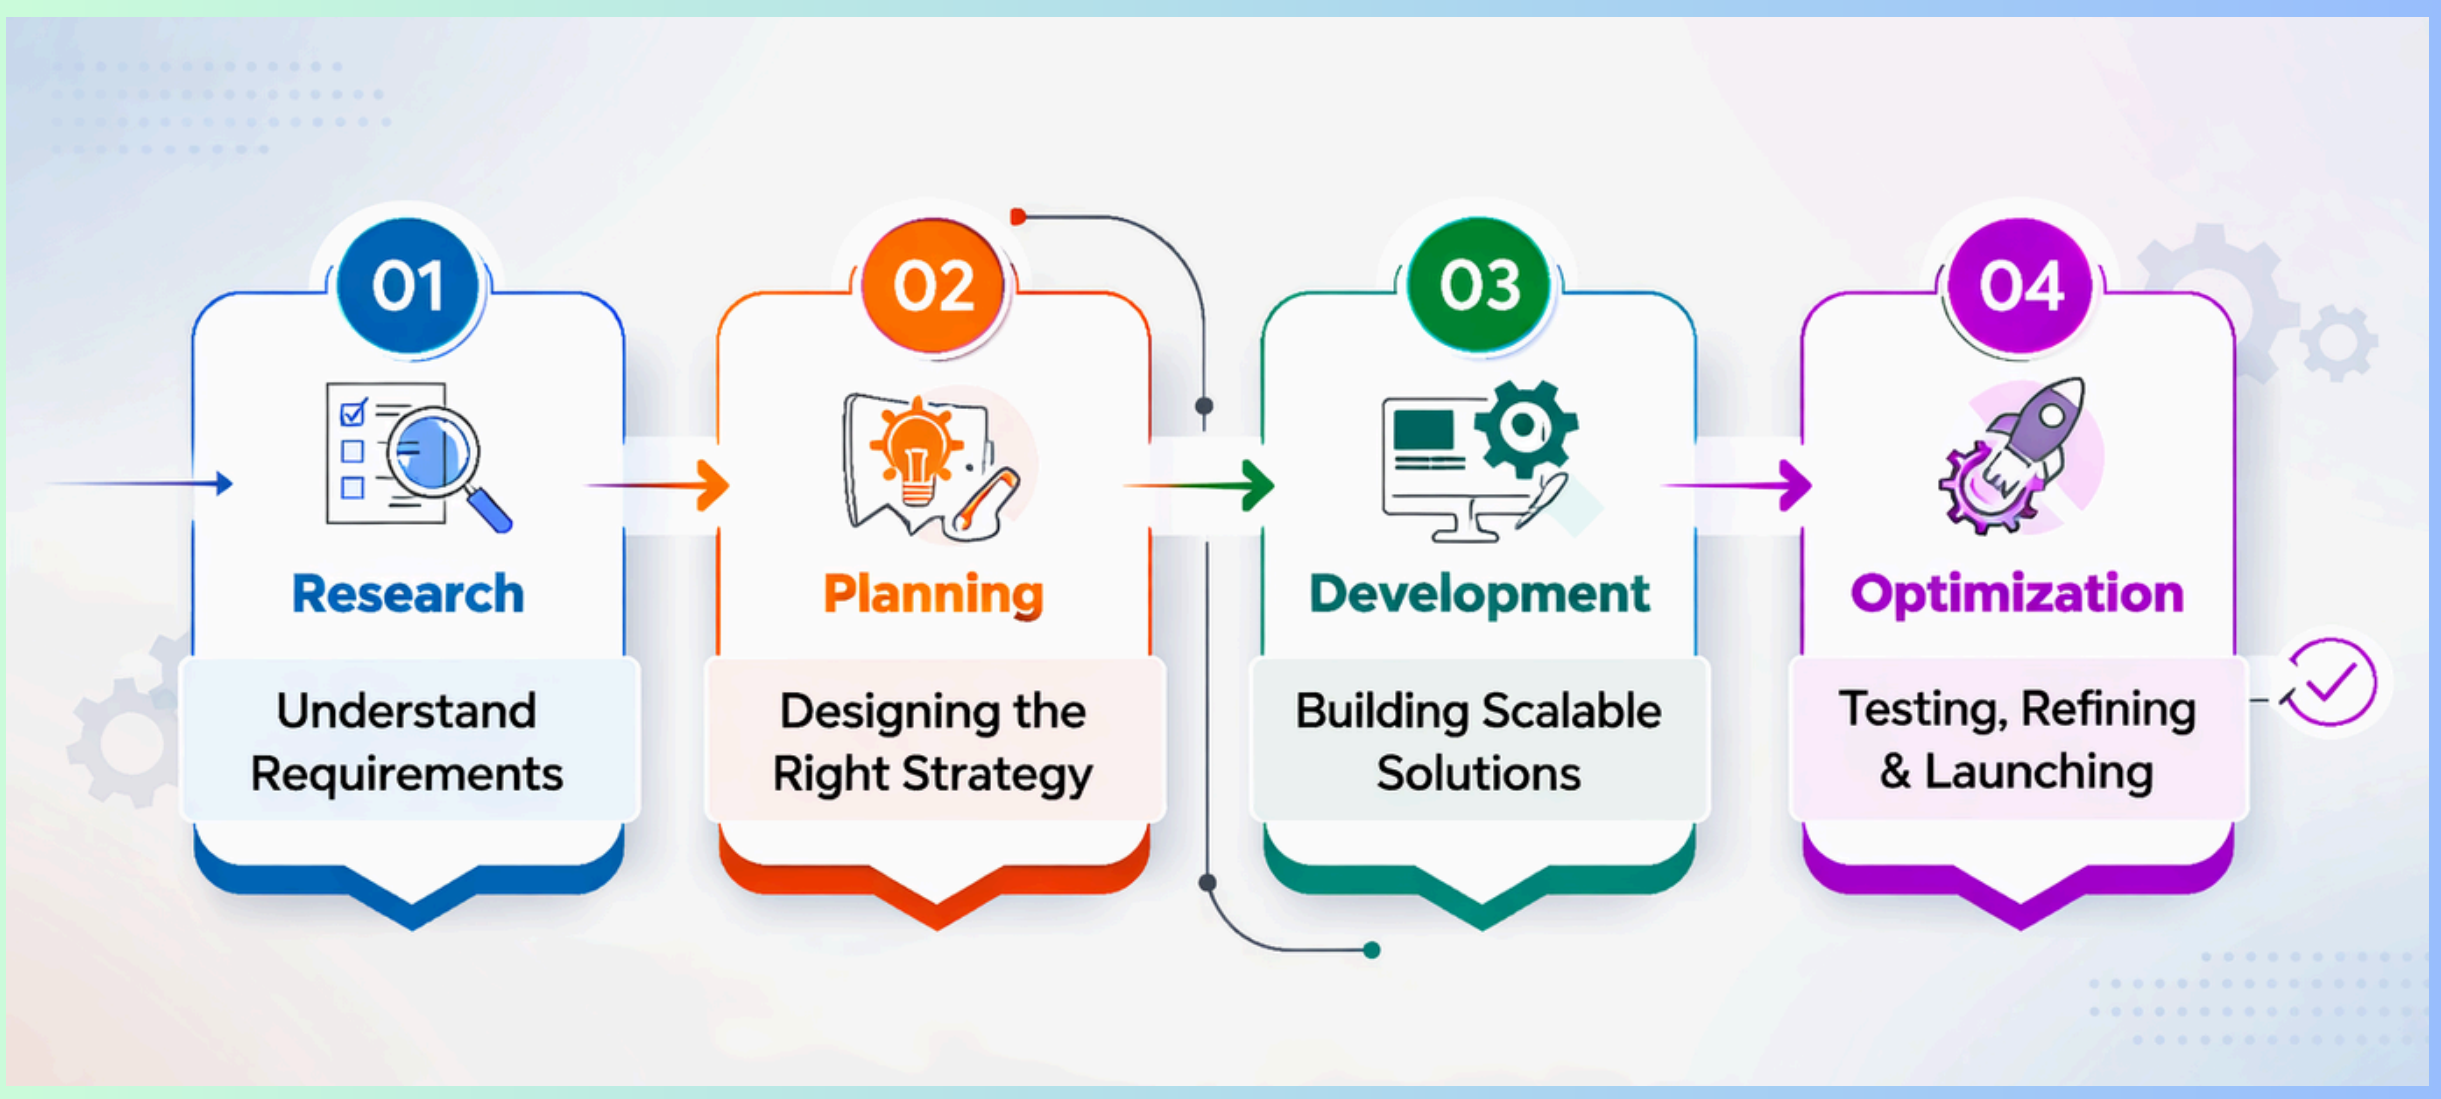 01
Research
Understand
Requirements
02
Planning
Designing the
Right Strategy
03
Development
Building Scalable
Solutions
04
Optimization
Testing, Refining
& Launching